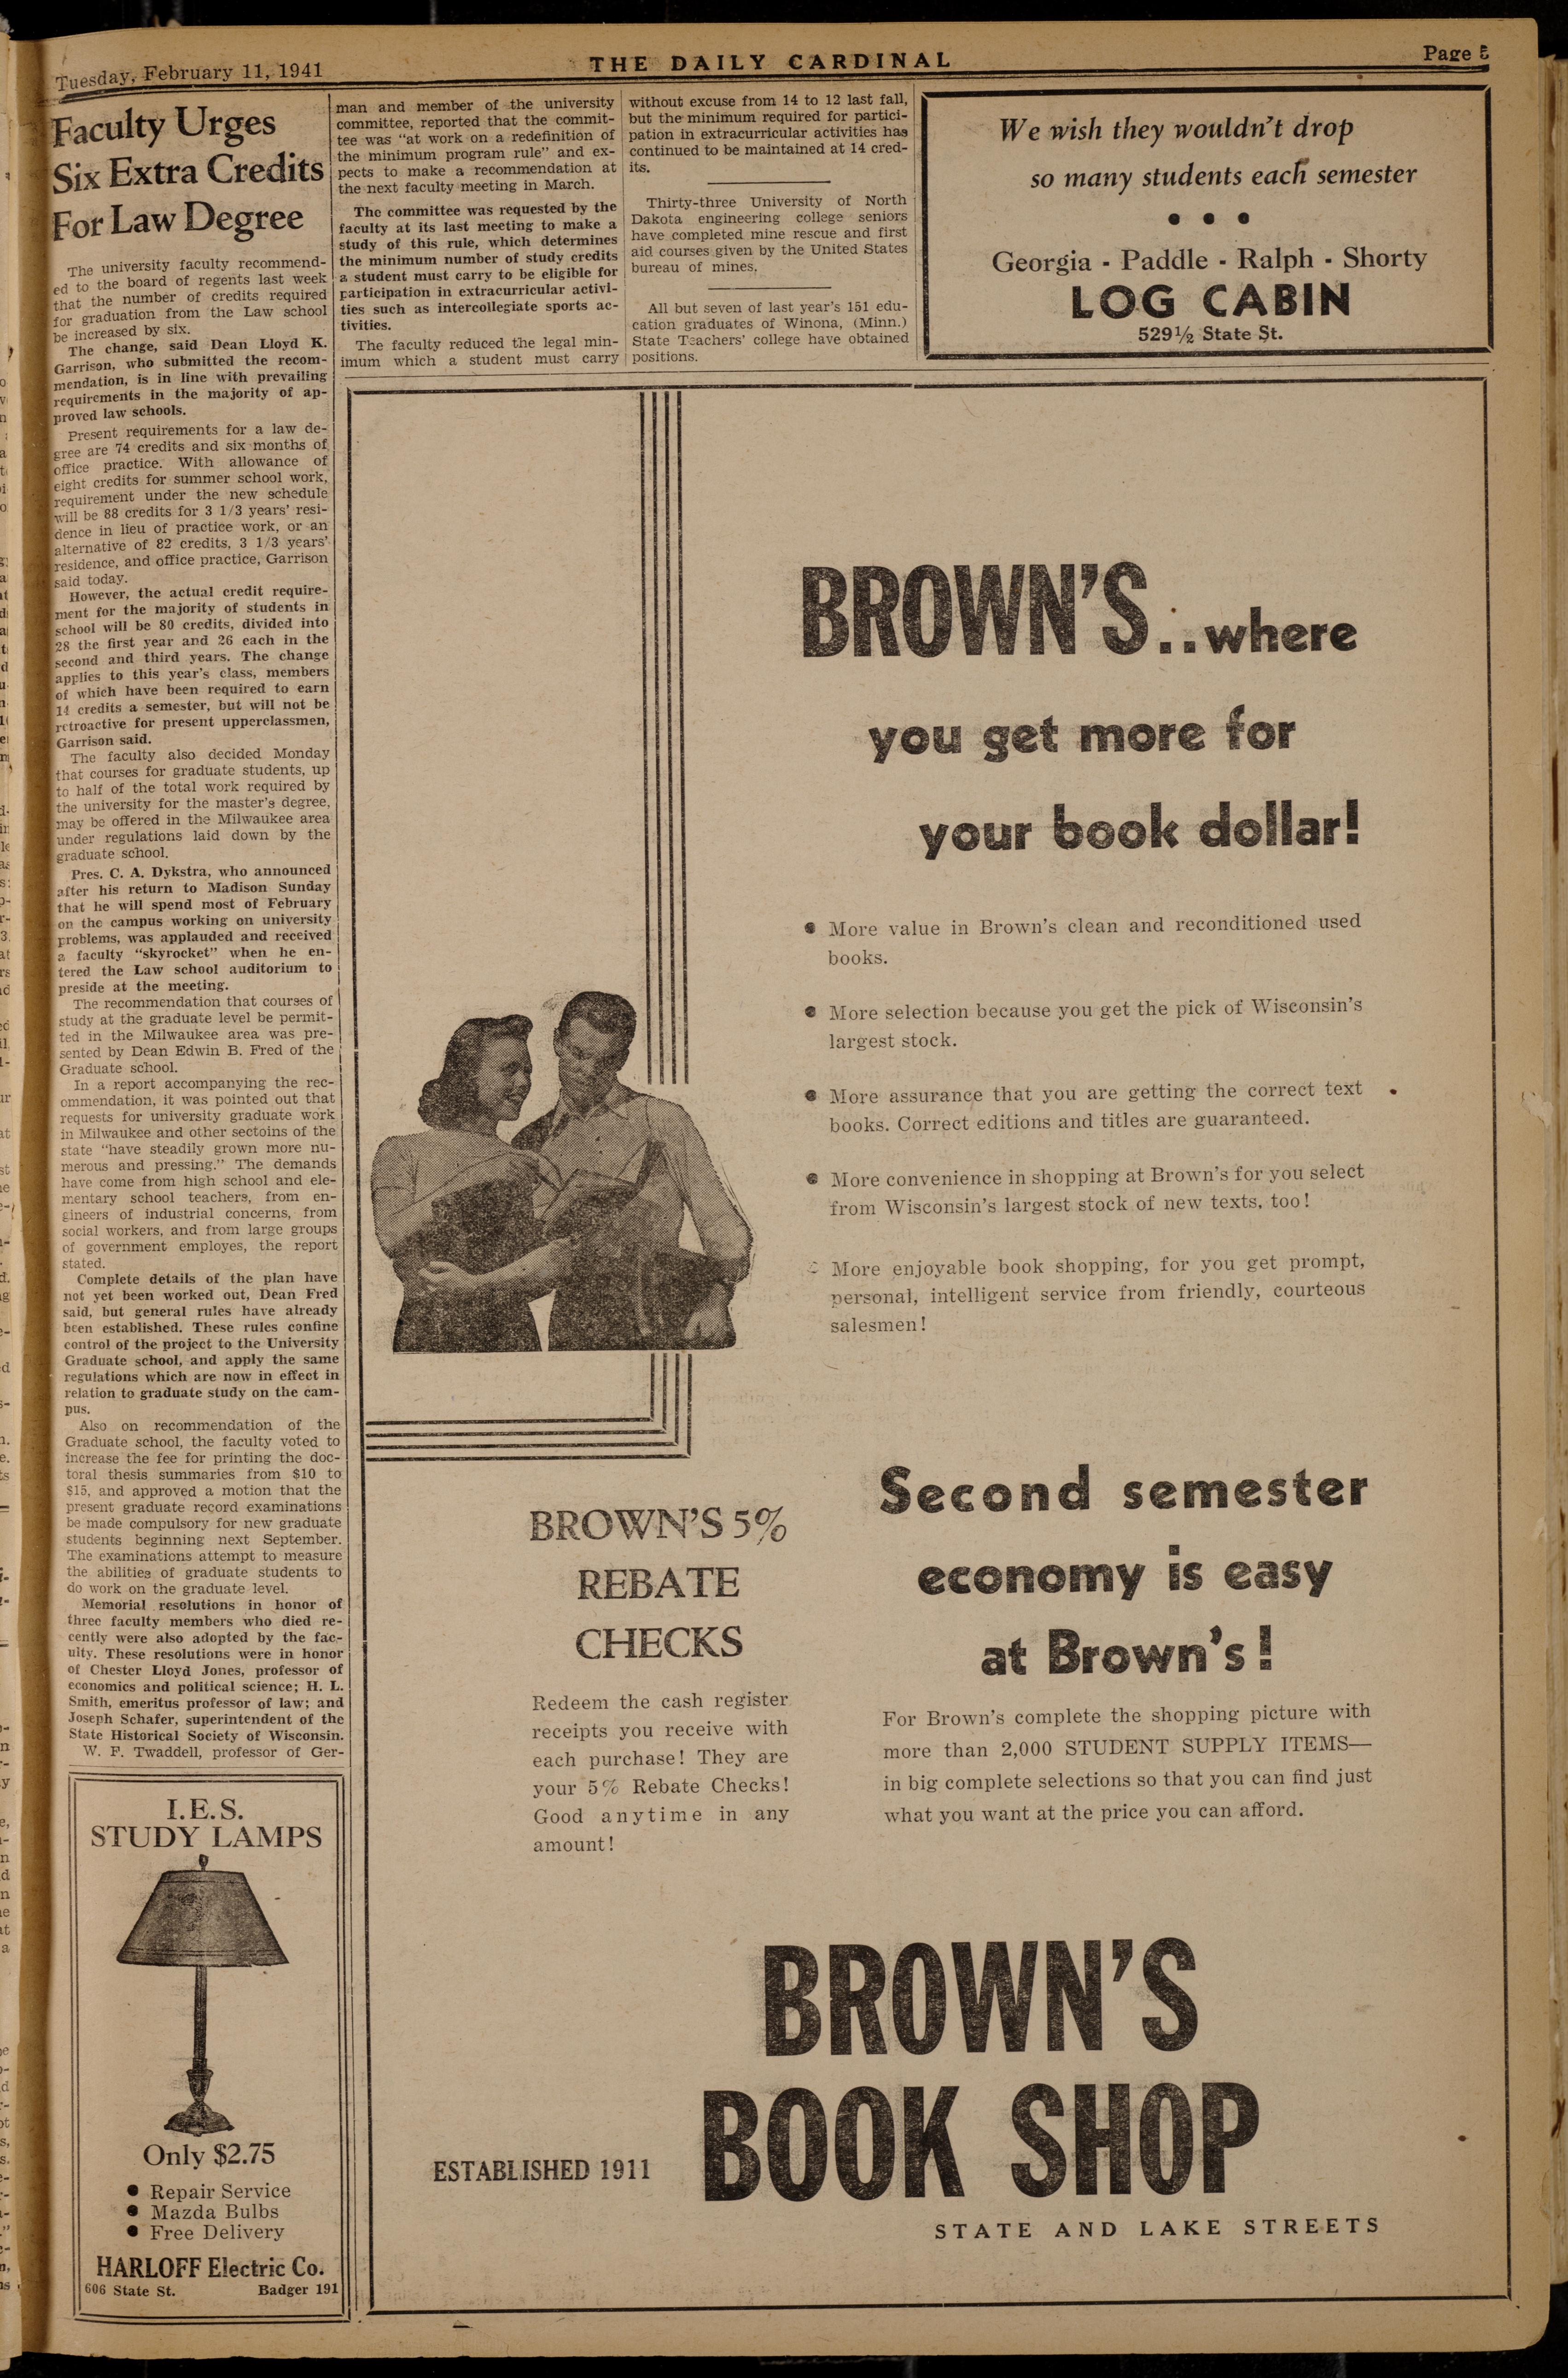 Tuesday, February 11, 1941
THE DAILY CARDINAL
Page 5
Faculty Urges
Six Extra Credits
For Law Degree
The university faculty recommend-
ed to the board of regents last week
that the number of credits required
for graduation from the Law school
be increased by six.
The change, said Dean Lloyd K.
Garrison, who submitted the recom-
mendation, is in line with prevailing
requirements in the majority of ap-
proved law schools.
Present requirements for a law de-
gree are 74 credits and six months of
office practice. With allowance of
eight credits for summer school work,
requirement under the new schedule
will be 88 credits for 3 1/3 years' resi-
dence in lieu of practice work, or an
alternative of 82 credits, 3 1/3 years'
residence, and office practice, Garrison
said today.
However, the actual credit require-
ment for the majority of students in
school will be 80 credits, divided into
28 the first year and 26 each in the
second and third years. The change
applies to this year's class, members
of which have been required to earn
14 credits a semester, but will not be
retroactive for present upperclassmen,
Garrison said.
The faculty also decided Monday
that courses for graduate students, up
to half of the total work required by
the university for the master's degree,
may be offered in the Milwaukee area
under regulations laid down by the
graduate school.
Pres. C. A. Dykstra, who announced
after his return to Madison Sunday
that he will spend most of February
on the campus working on university
problems, was applauded and received
a faculty "skyrocket" when he en-
tered the Law school auditorium to
preside at the meeting.
The recommendation that courses of
study at the graduate level be permit-
ted in the Milwaukee area was pre-
sented by Dean Edwin B. Fred of the
Graduate school.
In a report accompanying the rec-
ommendation, it was pointed out that
requests for university graduate work
in Milwaukee and other sectoins of the
state "have steadily grown more nu-
merous and pressing." The demands
have come from high school and ele-
mentary school teachers, from en-
gineers of industrial concerns, from
social workers, and from large groups
of government employes, the report
stated.
Complete details of the plan have
not yet been worked out, Dean Fred
said, but general rules have already
been established. These rules confine
control of the project to the University
Graduate school, and apply the same
regulations which are now in effect in
relation to graduate study on the cam-
pus.
Also on recommendation of the
Graduate school, the faculty voted to
increase the fee for printing the doc-
toral thesis summaries from $10 to
$15, and approved a motion that the
present graduate record examinations
be made compulsory for new graduate
students beginning next September.
The examinations attempt to measure
the abilities of graduate students to
do work on the graduate level.
Memorial resolutions in honor of
three faculty members who died re-
cently were also adopted by the fac-
ulty. These resolutions were in honor
of Chester Lloyd Jones, professor of
economics and political science; H. L.
Smith, emeritus professor of law; and
Joseph Schafer, superintendent of the
State Historical Society of Wisconsin.
W. F. Twaddell, professor of Ger-
man and member of the university
committee, reported that the commit-
tee was "at work on a redefinition of
the minimum program rule" and ex-
pects to make a recommendation at
the next faculty meeting in March.
The committee was requested by the
faculty at its last meeting to make a
study of this rule, which determines
the minimum number of study credits
a student must carry to be eligible for
participation in extracurricular activi-
ties such as intercollegiate sports ac-
tivities.
The faculty reduced the legal min-
imum which a student must carry
without excuse from 14 to 12 last fall,
but the minimum required for partici-
pation in extracurricular activities has
continued to be maintained at 14 cred-
its.
Thirty-three University of North
Dakota engineering college seniors
have completed mine rescue and first
aid courses given by the United States
bureau of mines.
All but seven of last year's 151 edu-
cation graduates of Winona, (Minn.)
State Teachers' college have obtained
positions.
We wish they wouldn't drop
so many students each semester
• • •
Georgia - Paddle - Ralph - Shorty
LOG CABIN
529½ State St.
BROWN'S..where
you get more for
your book dollar!
• More value in Brown's clean and reconditioned used
books.
• More selection because you get the pick of Wisconsin's
largest stock.
• More assurance that you are getting the correct text
books. Correct editions and titles are guaranteed.
• More convenience in shopping at Brown's for you select
from Wisconsin's largest stock of new texts, too!
• More enjoyable book shopping, for you get prompt,
personal, intelligent service from friendly, courteous
salesmen!
BROWN'S 5%
REBATE
CHECKS
Redeem the cash register
receipts you receive with
each purchase! They are
your 5% Rebate Checks!
Good anytime in any
amount!
Second semester
economy is easy
at Brown's!
For Brown's complete the shopping picture with
more than 2,000 STUDENT SUPPLY ITEMS—
in big complete selections so that you can find just
what you want at the price you can afford.
ESTABLISHED 1911
BROWN'S
BOOK SHOP
STATE AND LAKE STREETS
I.E.S.
STUDY LAMPS
Only $2.75
• Repair Service
• Mazda Bulbs
• Free Delivery
HARLOFF Electric Co.
606 State St. Badger 191